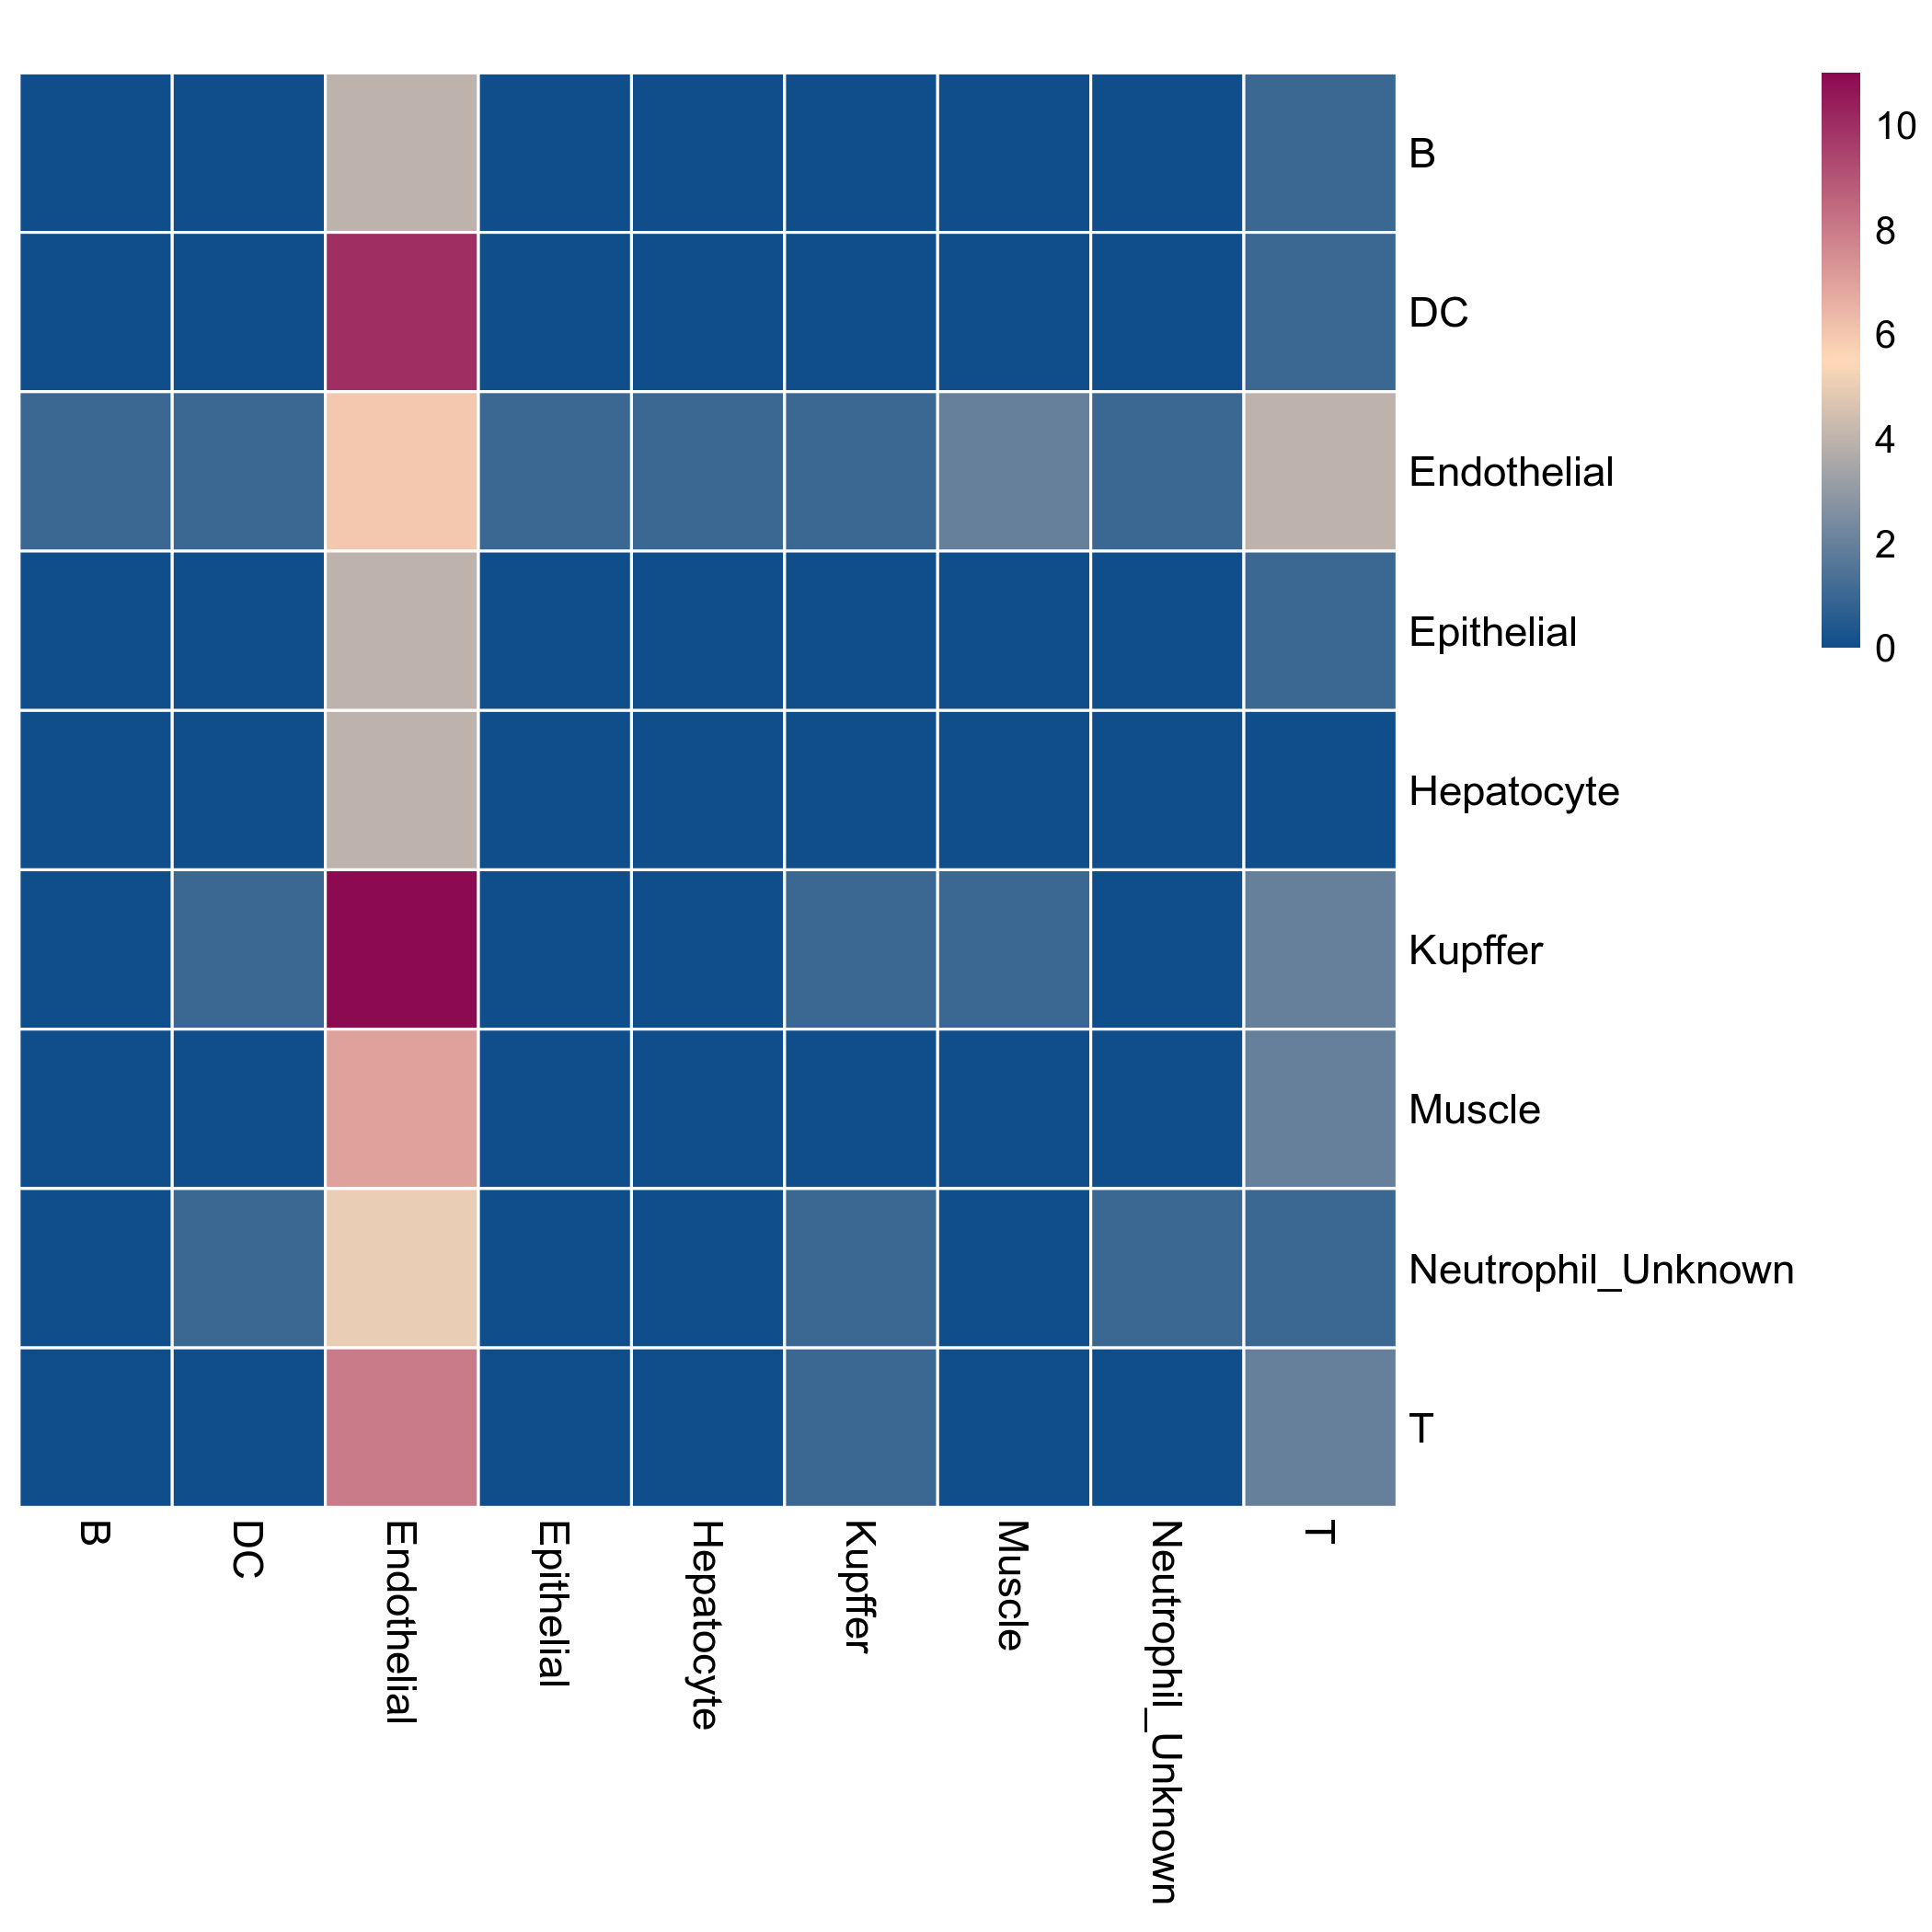 B
DC
Endothelial
Epithelial
Hepatocyte
Kupffer
Muscle
Neutrophil_Unknown
T
10
8
6
4
2
0
B
DC
Endothelial
Epithelial
Hepatocyte
Kupffer
Muscle
Neutrophil_Unknown
T